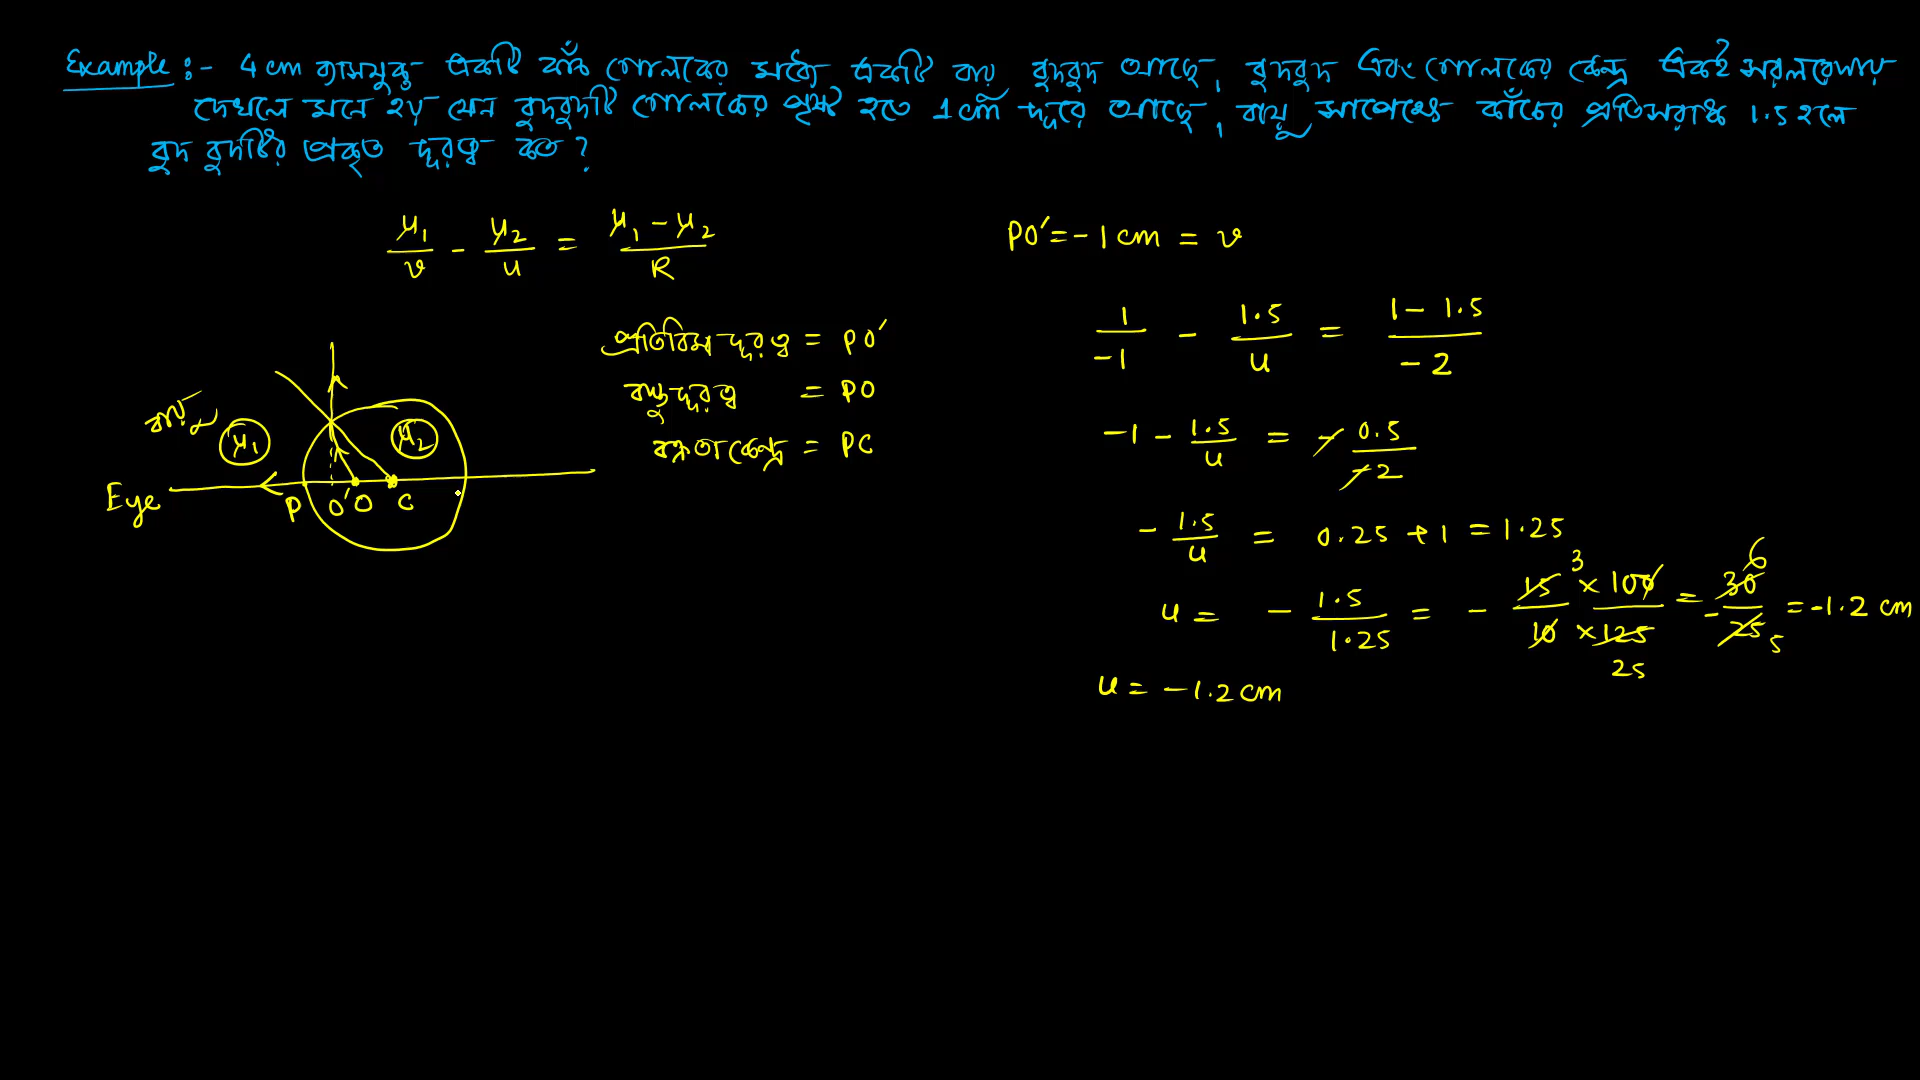 Example :- 4 cm ব্যাসযুক্ত একটি কাঁচ গোলকের মধ্যে একটি বায়ু বুদবুদ আছে, বুদবুদ এবং গোলকের কেন্দ্র একই সরলরেখায়
দেখলে মনে হয় যেন বুদবুদটি গোলকের পৃষ্ঠ হতে 1 cm দূরে আছে, বায়ু সাপেক্ষে কাঁচের প্রতিসরাঙ্ক 1.5 হলে
বুদ বুদটির প্রকৃত দূরত্ব কত ?
μ₁/v - μ₂/u = (μ₁ - μ₂)/R
প্রতিবিম্ব দূরত্ব = PO′
বস্তু দূরত্ব = PO
বক্রতা কেন্দ্র = PC
বায়ু
μ₁
μ₂
Eye
P O′ O C
PO′ = - 1 cm = v
1/-1 - 1.5/u = (1 - 1.5)/-2
-1 - 1.5/u = -0.5/-2
- 1.5/u = 0.25 + 1 = 1.25
u = - 1.5/1.25 = - (15 × 100)/(10 × 125) = - 30/25 = -1.2 cm
3
6
25
5
u = -1.2 cm